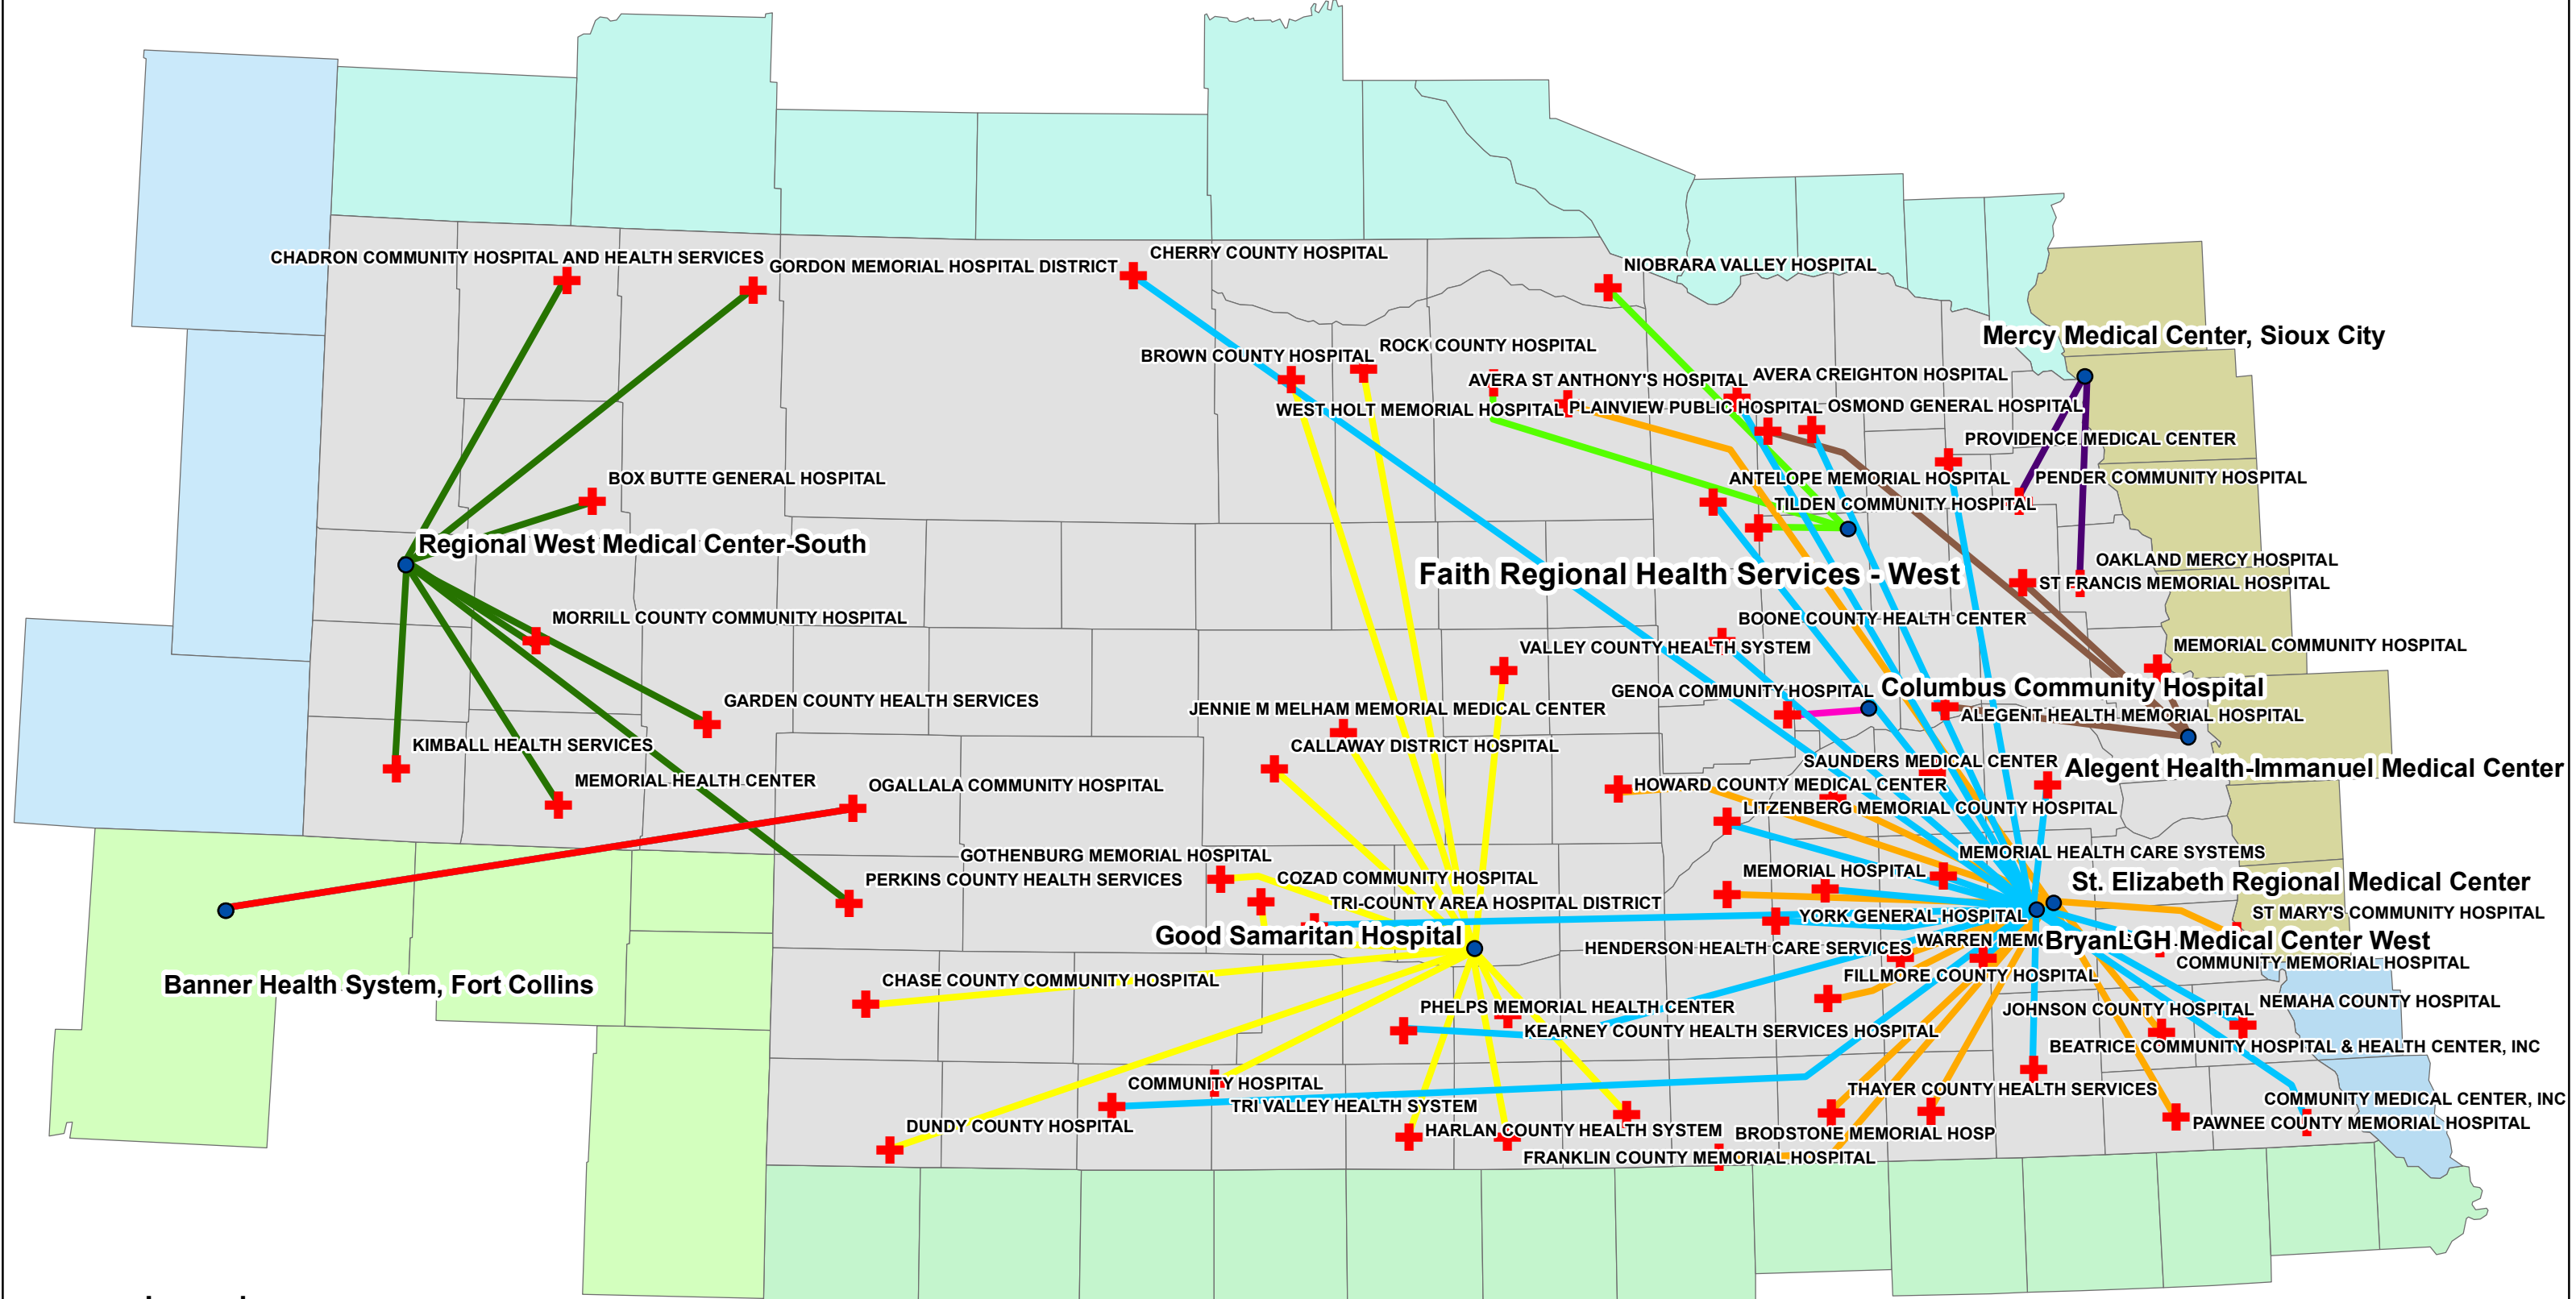 CHERRY COUNTY HOSPITAL
CHADRON COMMUNITY HOSPITAL AND HEALTH SERVICES
GORDON MEMORIAL HOSPITAL DISTRICT
NIOBRARA VALLEY HOSPITAL
Mercy Medical Center, Sioux City
ROCK COUNTY HOSPITAL
BROWN COUNTY HOSPITAL
AVERA CREIGHTON HOSPITAL
AVERA ST ANTHONY'S HOSPITAL
WEST HOLT MEMORIAL HOSPITAL
PLAINVIEW PUBLIC HOSPITAL
OSMOND GENERAL HOSPITAL
PROVIDENCE MEDICAL CENTER
BOX BUTTE GENERAL HOSPITAL
ANTELOPE MEMORIAL HOSPITAL
PENDER COMMUNITY HOSPITAL
TILDEN COMMUNITY HOSPITAL
Regional West Medical Center-South
OAKLAND MERCY HOSPITAL
Faith Regional Health Services - West
ST FRANCIS MEMORIAL HOSPITAL
MORRILL COUNTY COMMUNITY HOSPITAL
BOONE COUNTY HEALTH CENTER
VALLEY COUNTY HEALTH SYSTEM
MEMORIAL COMMUNITY HOSPITAL
GENOA COMMUNITY HOSPITAL
Columbus Community Hospital
GARDEN COUNTY HEALTH SERVICES
JENNIE M MELHAM MEMORIAL MEDICAL CENTER
ALEGENT HEALTH MEMORIAL HOSPITAL
KIMBALL HEALTH SERVICES
CALLAWAY DISTRICT HOSPITAL
SAUNDERS MEDICAL CENTER
Alegent Health-Immanuel Medical Center
MEMORIAL HEALTH CENTER
OGALLALA COMMUNITY HOSPITAL
HOWARD COUNTY MEDICAL CENTER
LITZENBERG MEMORIAL COUNTY HOSPITAL
GOTHENBURG MEMORIAL HOSPITAL
MEMORIAL HEALTH CARE SYSTEMS
PERKINS COUNTY HEALTH SERVICES
COZAD COMMUNITY HOSPITAL
MEMORIAL HOSPITAL
St. Elizabeth Regional Medical Center
TRI-COUNTY AREA HOSPITAL DISTRICT
YORK GENERAL HOSPITAL
ST MARY'S COMMUNITY HOSPITAL
Good Samaritan Hospital
HENDERSON HEALTH CARE SERVICES
WARREN
BryanLGH Medical Center West
COMMUNITY MEMORIAL HOSPITAL
Banner Health System, Fort Collins
CHASE COUNTY COMMUNITY HOSPITAL
FILLMORE COUNTY HOSPITAL
PHELPS MEMORIAL HEALTH CENTER
JOHNSON COUNTY HOSPITAL
NEMAHA COUNTY HOSPITAL
KEARNEY COUNTY HEALTH SERVICES HOSPITAL
BEATRICE COMMUNITY HOSPITAL & HEALTH CENTER, INC
COMMUNITY HOSPITAL
THAYER COUNTY HEALTH SERVICES
COMMUNITY MEDICAL CENTER, INC
TRI VALLEY HEALTH SYSTEM
DUNDY COUNTY HOSPITAL
HARLAN COUNTY HEALTH SYSTEM
BRODSTONE MEMORIAL HOSP
PAWNEE COUNTY MEMORIAL HOSPITAL
FRANKLIN COUNTY MEMORIAL HOSPITAL